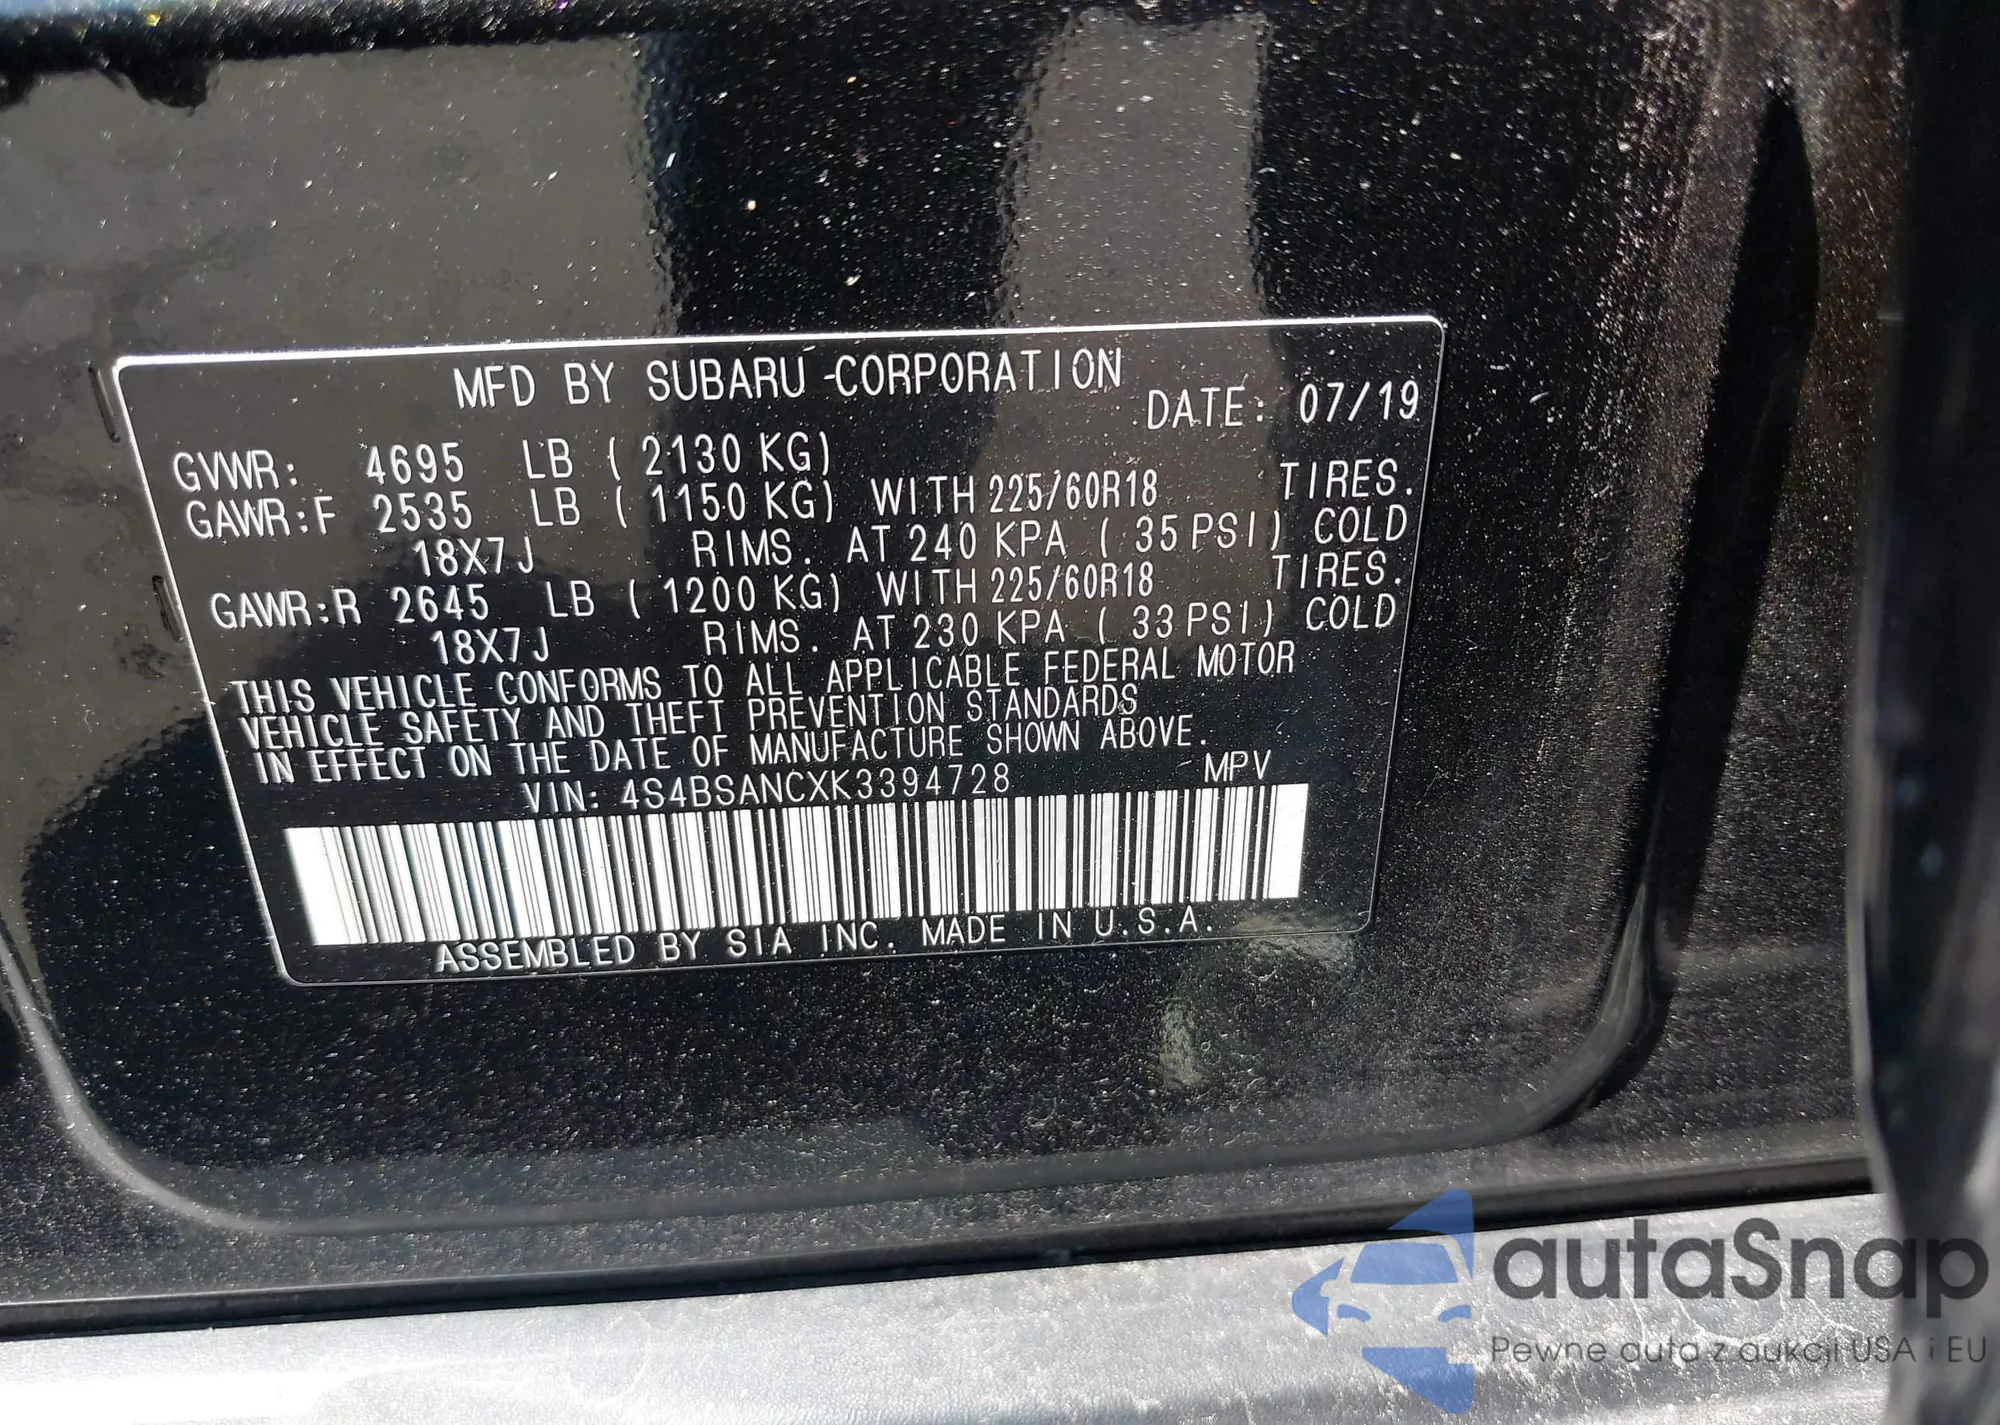 MFD BY SUBARU CORPORATION
DATE: 07/19
GVWR: 4695 LB ( 2130 KG)
GAWR:F 2535 LB ( 1150 KG) WITH 225/60R18 TIRES.
18X7J RIMS. AT 240 KPA ( 35 PSI) COLD
GAWR:R 2645 LB ( 1200 KG) WITH 225/60R18 TIRES.
18X7J RIMS. AT 230 KPA ( 33 PSI) COLD
THIS VEHICLE CONFORMS TO ALL APPLICABLE FEDERAL MOTOR
VEHICLE SAFETY AND THEFT PREVENTION STANDARDS
IN EFFECT ON THE DATE OF MANUFACTURE SHOWN ABOVE.
VIN: 4S4BSANCXK3394728 MPV
ASSEMBLED BY SIA INC. MADE IN U.S.A.
autaSnap
Pewne auta z aukcji USA i EU